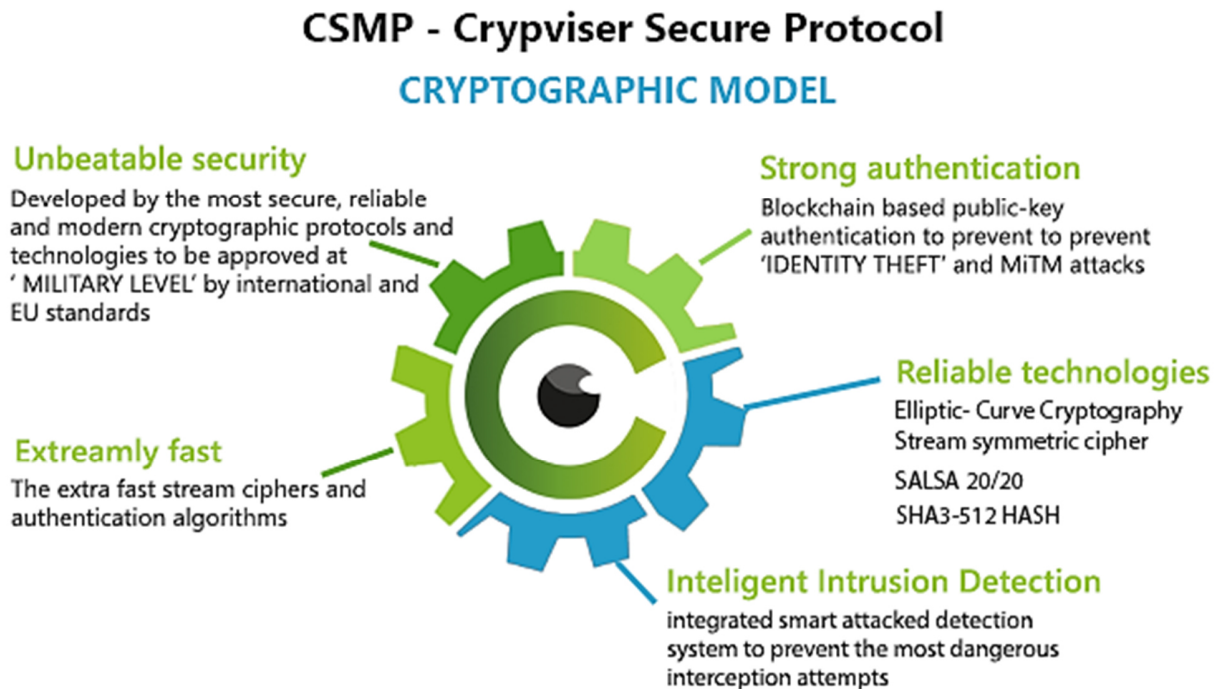 CSMP - Crypviser Secure Protocol
CRYPTOGRAPHIC MODEL
Unbeatable security
Developed by the most secure, reliable
and modern cryptographic protocols and
technologies to be approved at
‘ MILITARY LEVEL’ by international and
EU standards
Strong authentication
Blockchain based public-key
authentication to prevent to prevent
‘IDENTITY THEFT’ and MiTM attacks
Reliable technologies
Elliptic- Curve Cryptography
Stream symmetric cipher
SALSA 20/20
SHA3-512 HASH
Extreamly fast
The extra fast stream ciphers and
authentication algorithms
Inteligent Intrusion Detection
integrated smart attacked detection
system to prevent the most dangerous
interception attempts